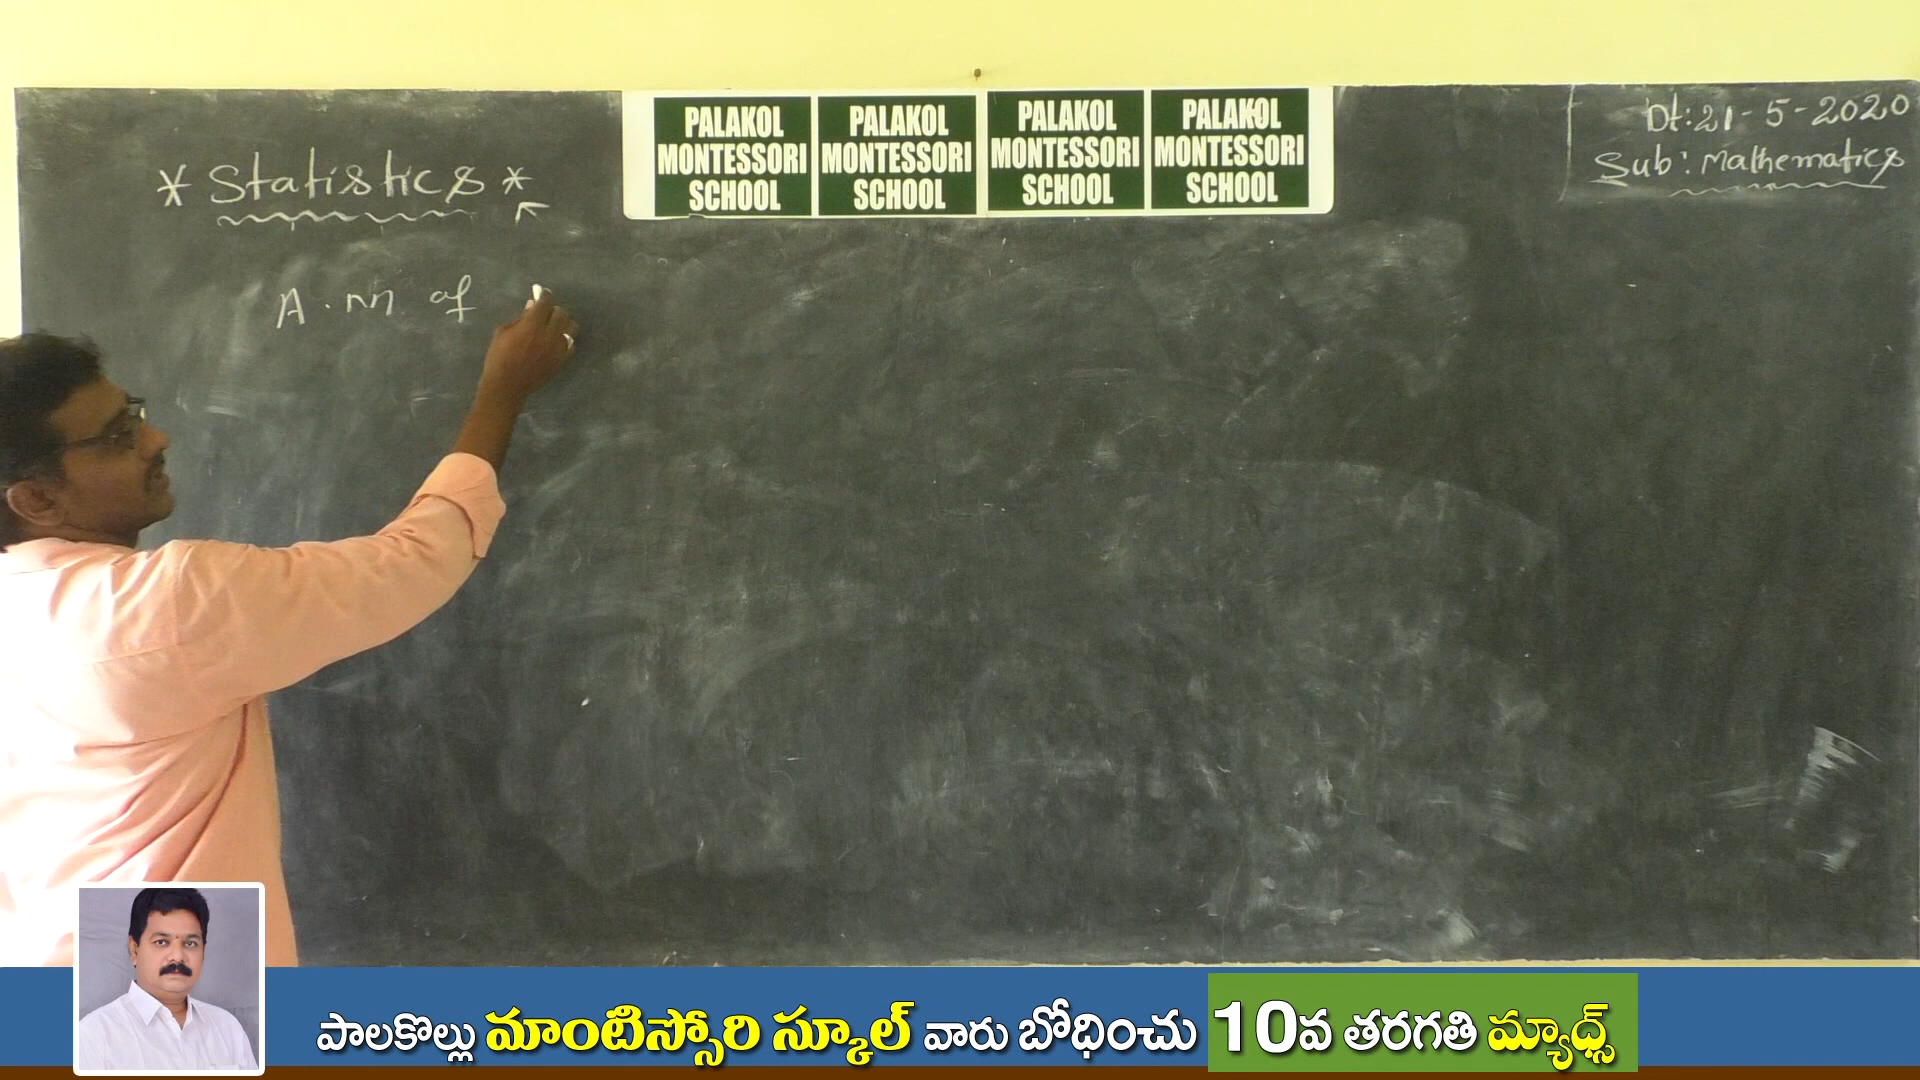 PALAKOL MONTESSORI SCHOOL
PALAKOL MONTESSORI SCHOOL
PALAKOL MONTESSORI SCHOOL
PALAKOL MONTESSORI SCHOOL
Dt: 21-5-2020
Sub: Mathematics
* Statistics *
A.m of
పాలకొల్లు మాంటిస్సోరి స్కూల్ వారు బోధించు 10వ తరగతి మ్యాథ్స్